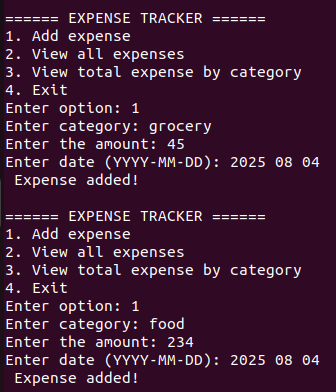 ====== EXPENSE TRACKER ======
1. Add expense
2. View all expenses
3. View total expense by category
4. Exit
Enter option: 1
Enter category: grocery
Enter the amount: 45
Enter date (YYYY-MM-DD): 2025 08 04
 Expense added!

====== EXPENSE TRACKER ======
1. Add expense
2. View all expenses
3. View total expense by category
4. Exit
Enter option: 1
Enter category: food
Enter the amount: 234
Enter date (YYYY-MM-DD): 2025 08 04
 Expense added!